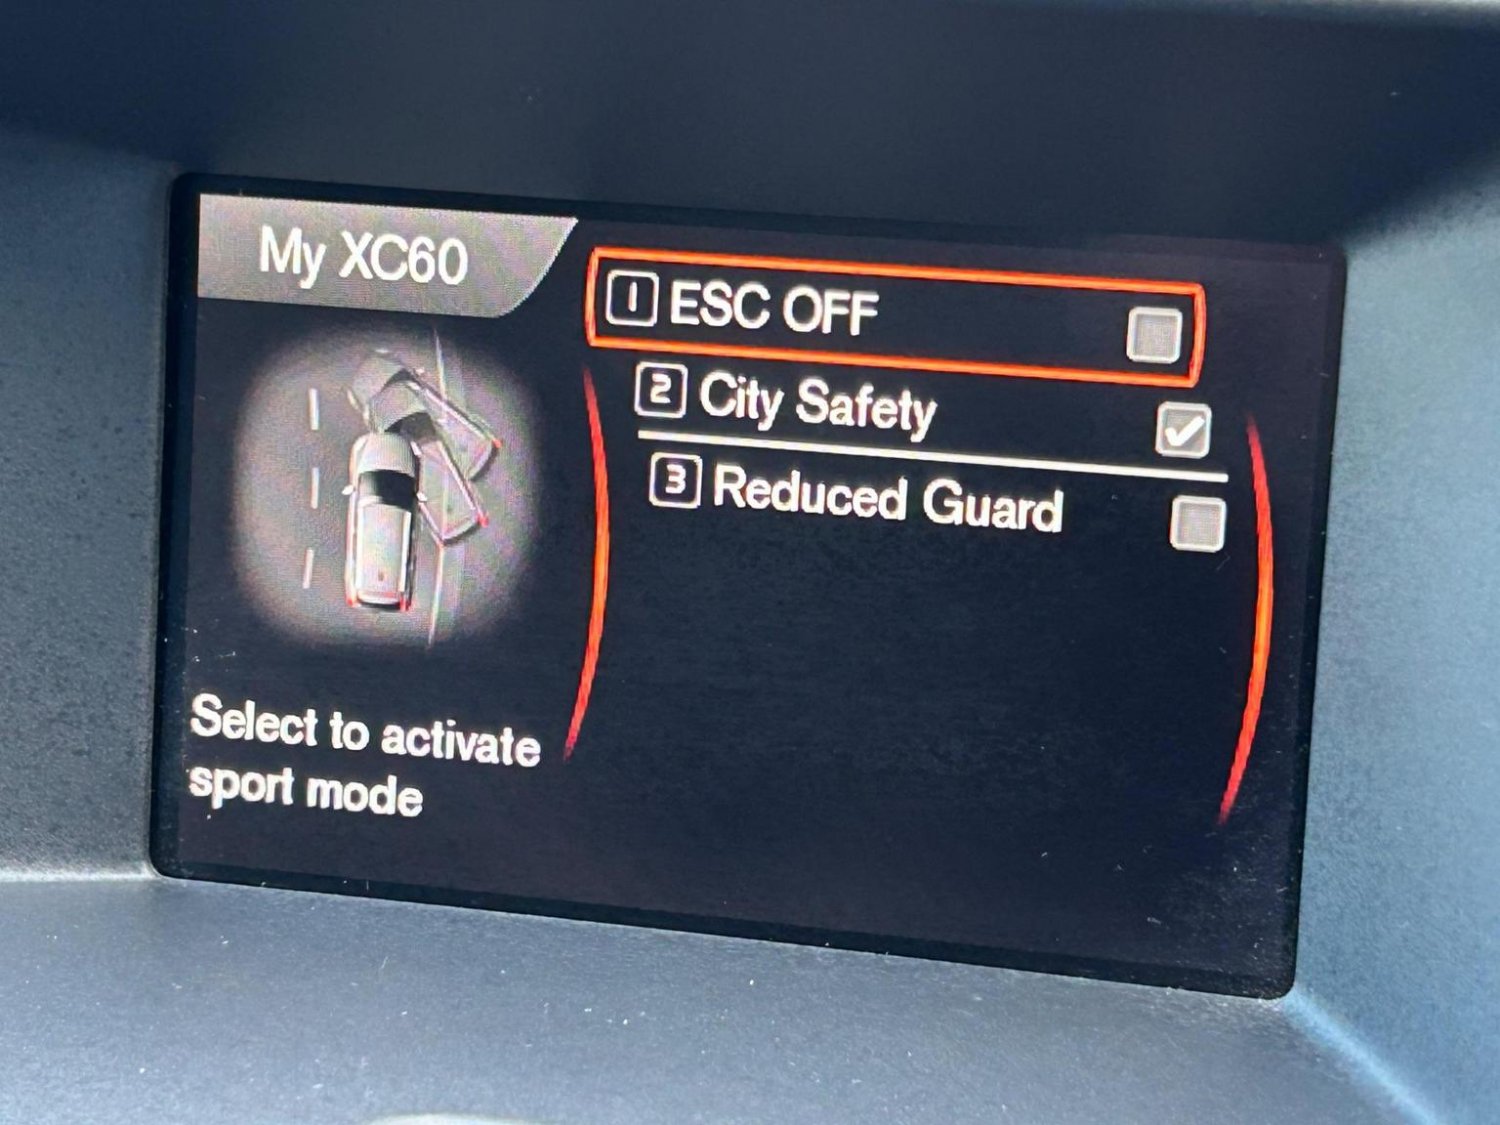 My XC60
1 ESC OFF
2 City Safety
3 Reduced Guard
Select to activate
sport mode